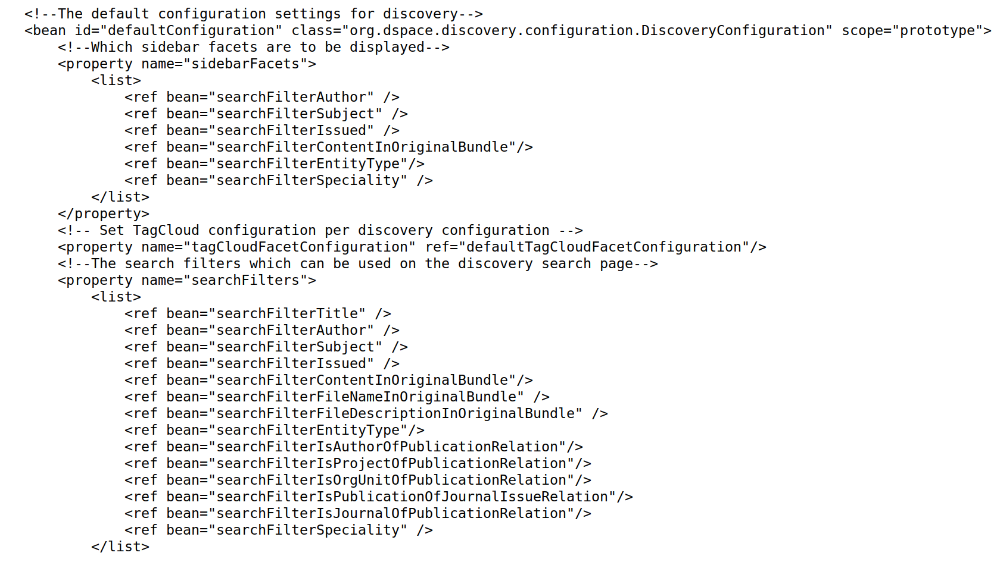 <!--The default configuration settings for discovery-->
<bean id="defaultConfiguration" class="org.dspace.discovery.configuration.DiscoveryConfiguration" scope="prototype">
<!--Which sidebar facets are to be displayed-->
<property name="sidebarFacets">
<list>
<ref bean="searchFilterAuthor" />
<ref bean="searchFilterSubject" />
<ref bean="searchFilterIssued" />
<ref bean="searchFilterContentInOriginalBundle"/>
<ref bean="searchFilterEntityType"/>
<ref bean="searchFilterSpeciality" />
</list>
</property>
<!-- Set TagCloud configuration per discovery configuration -->
<property name="tagCloudFacetConfiguration" ref="defaultTagCloudFacetConfiguration"/>
<!--The search filters which can be used on the discovery search page-->
<property name="searchFilters">
<list>
<ref bean="searchFilterTitle" />
<ref bean="searchFilterAuthor" />
<ref bean="searchFilterSubject" />
<ref bean="searchFilterIssued" />
<ref bean="searchFilterContentInOriginalBundle"/>
<ref bean="searchFilterFileNameInOriginalBundle" />
<ref bean="searchFilterFileDescriptionInOriginalBundle" />
<ref bean="searchFilterEntityType"/>
<ref bean="searchFilterIsAuthorOfPublicationRelation"/>
<ref bean="searchFilterIsProjectOfPublicationRelation"/>
<ref bean="searchFilterIsOrgUnitOfPublicationRelation"/>
<ref bean="searchFilterIsPublicationOfJournalIssueRelation"/>
<ref bean="searchFilterIsJournalOfPublicationRelation"/>
<ref bean="searchFilterSpeciality" />
</list>